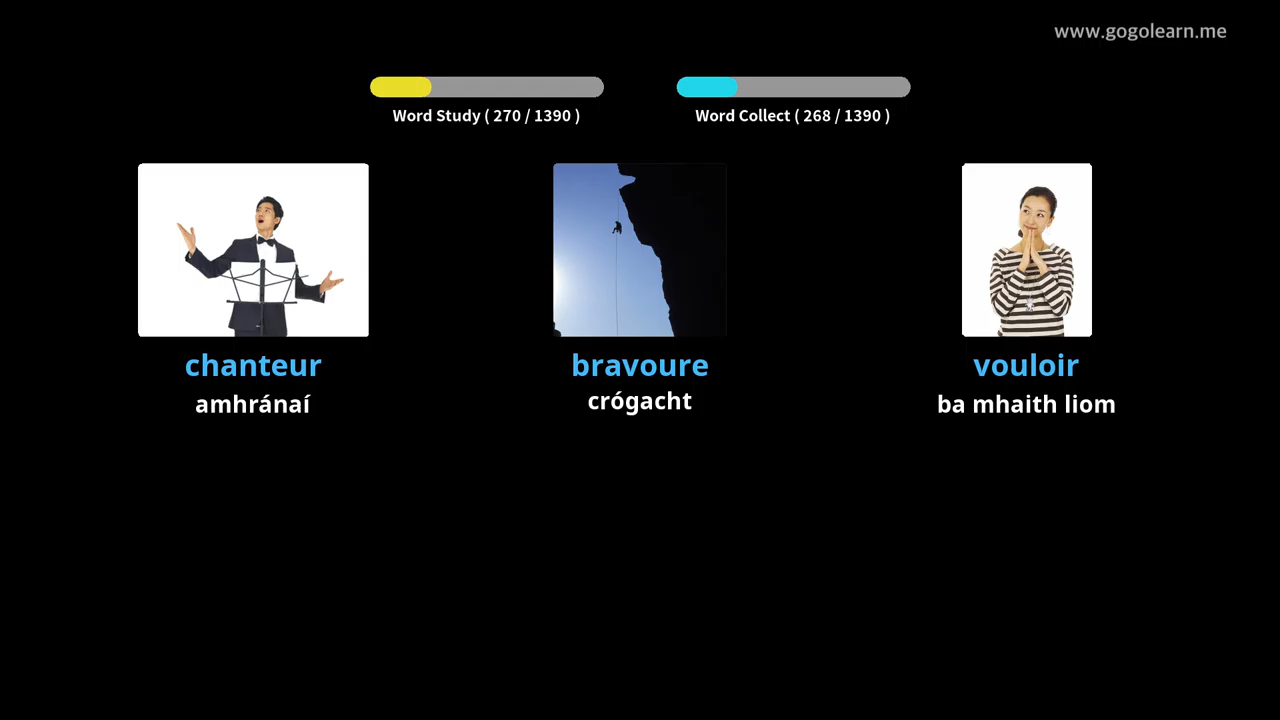 www.gogolearn.me
Word Study ( 270 / 1390 )
Word Collect ( 268 / 1390 )
chanteur
amhránaí
bravoure
crógacht
vouloir
ba mhaith liom